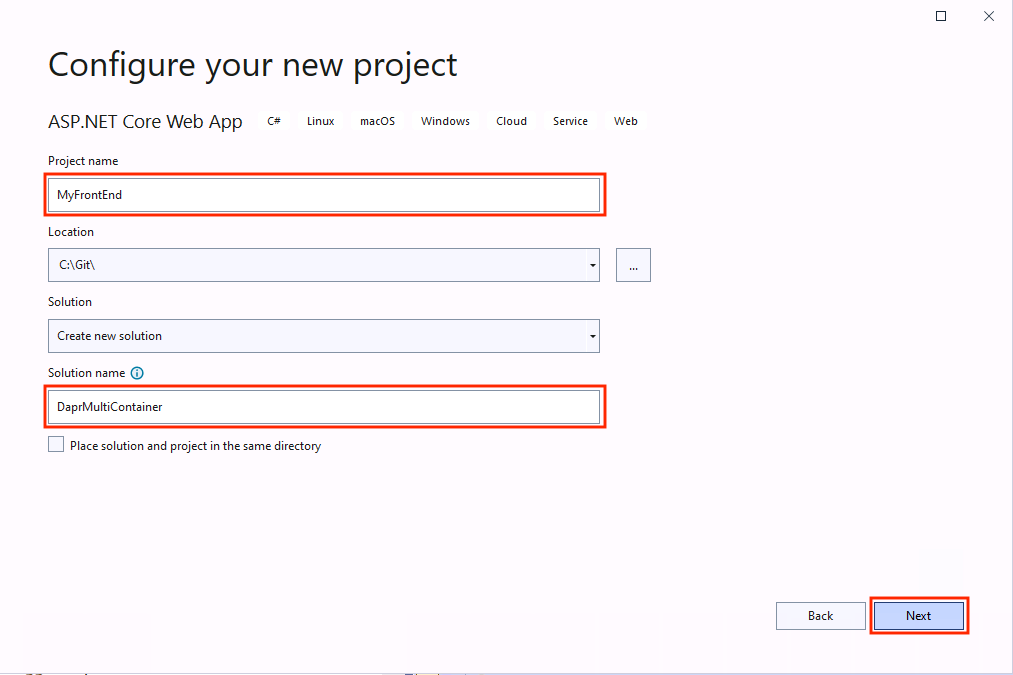 Configure your new project
ASP.NET Core Web App C# Linux macOS Windows Cloud Service Web
Project name
MyFrontEnd
Location
C:\Git\
...
Solution
Create new solution
Solution name
DaprMultiContainer
Place solution and project in the same directory
Back Next